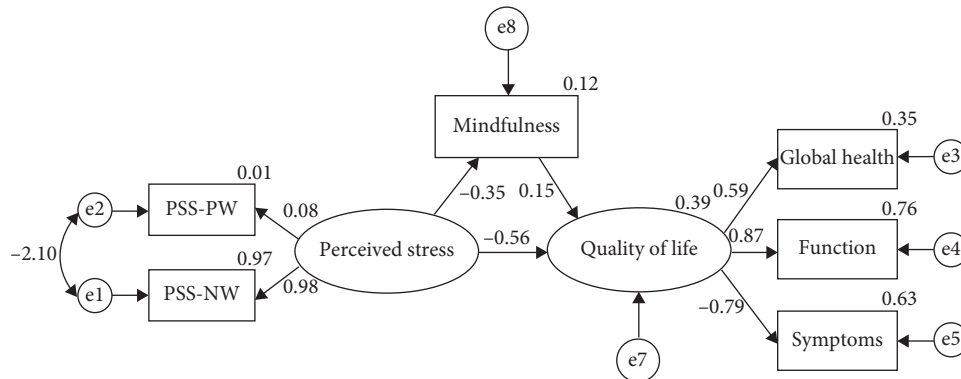 e8
0.12
Mindfulness
0.35
Global health
e3
0.01
−0.35
0.15
0.39
0.59
e2
PSS-PW
0.08
0.76
−2.10
Perceived stress
−0.56
Quality of life
0.87
Function
e4
0.97
0.98
e1
PSS-NW
−0.79
0.63
Symptoms
e5
e7